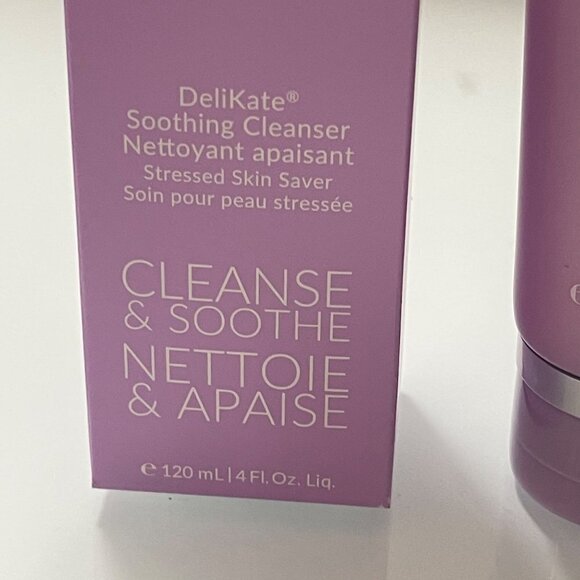 DeliKate®
Soothing Cleanser
Nettoyant apaisant
Stressed Skin Saver
Soin pour peau stressée
CLEANSE
& SOOTHE
NETTOIE
& APAISE
℮ 120 mL | 4 Fl. Oz. Liq.